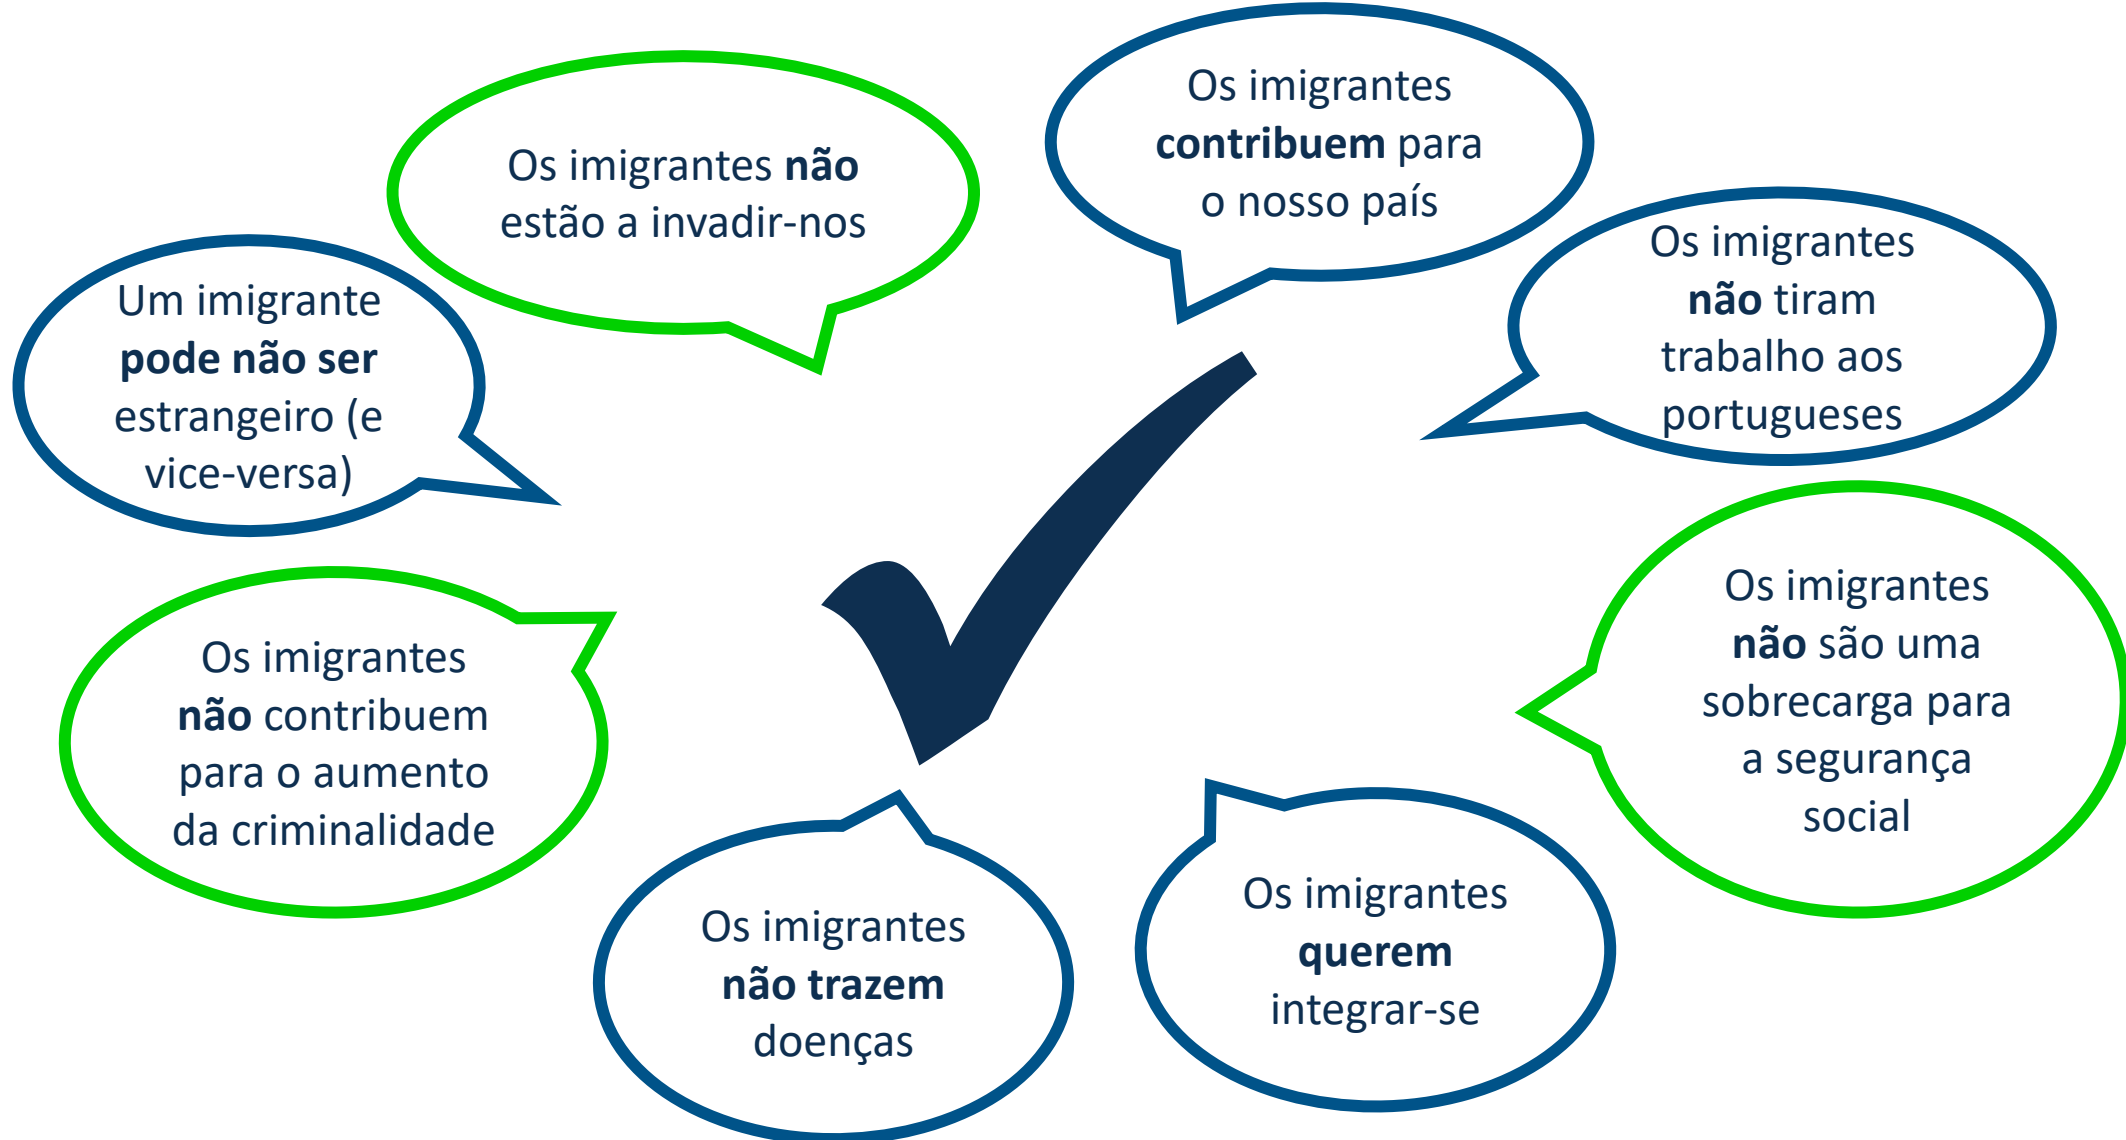 Os imigrantes não
estão a invadir-nos
Os imigrantes
contribuem para
o nosso país
Os imigrantes
não tiram
trabalho aos
portugueses
Um imigrante
pode não ser
estrangeiro (e
vice-versa)
Os imigrantes
não são uma
sobrecarga para
a segurança
social
Os imigrantes
não contribuem
para o aumento
da criminalidade
Os imigrantes
não trazem
doenças
Os imigrantes
querem
integrar-se